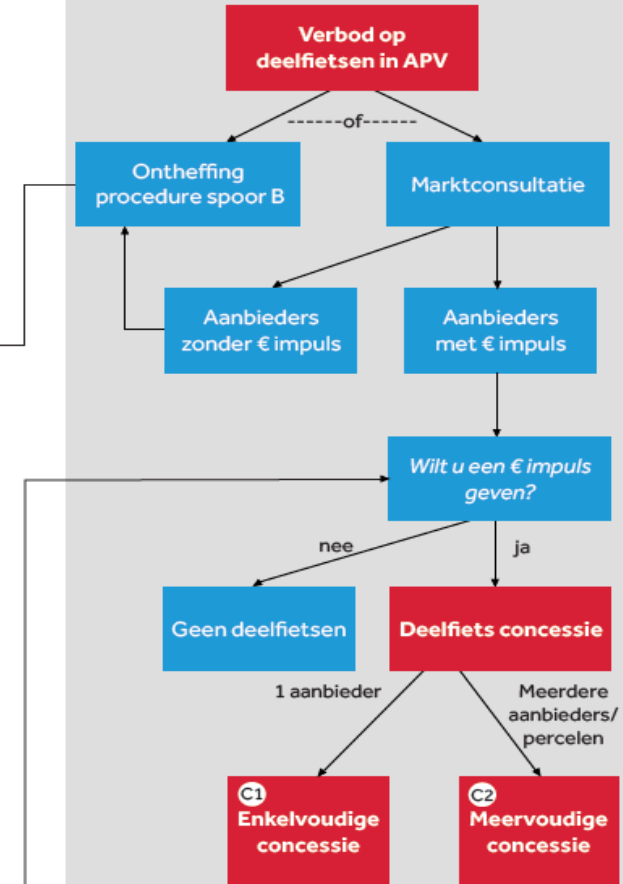 Verbod op
deelfietsen in APV
------of------
Ontheffing
procedure spoor B
Marktconsultatie
Aanbieders
zonder € impuls
Aanbieders
met € impuls
Wilt u een € impuls
geven?
nee
ja
Geen deelfietsen
Deelfiets concessie
1 aanbieder
Meerdere
aanbieders/
percelen
C1
Enkelvoudige
concessie
C2
Meervoudige
concessie